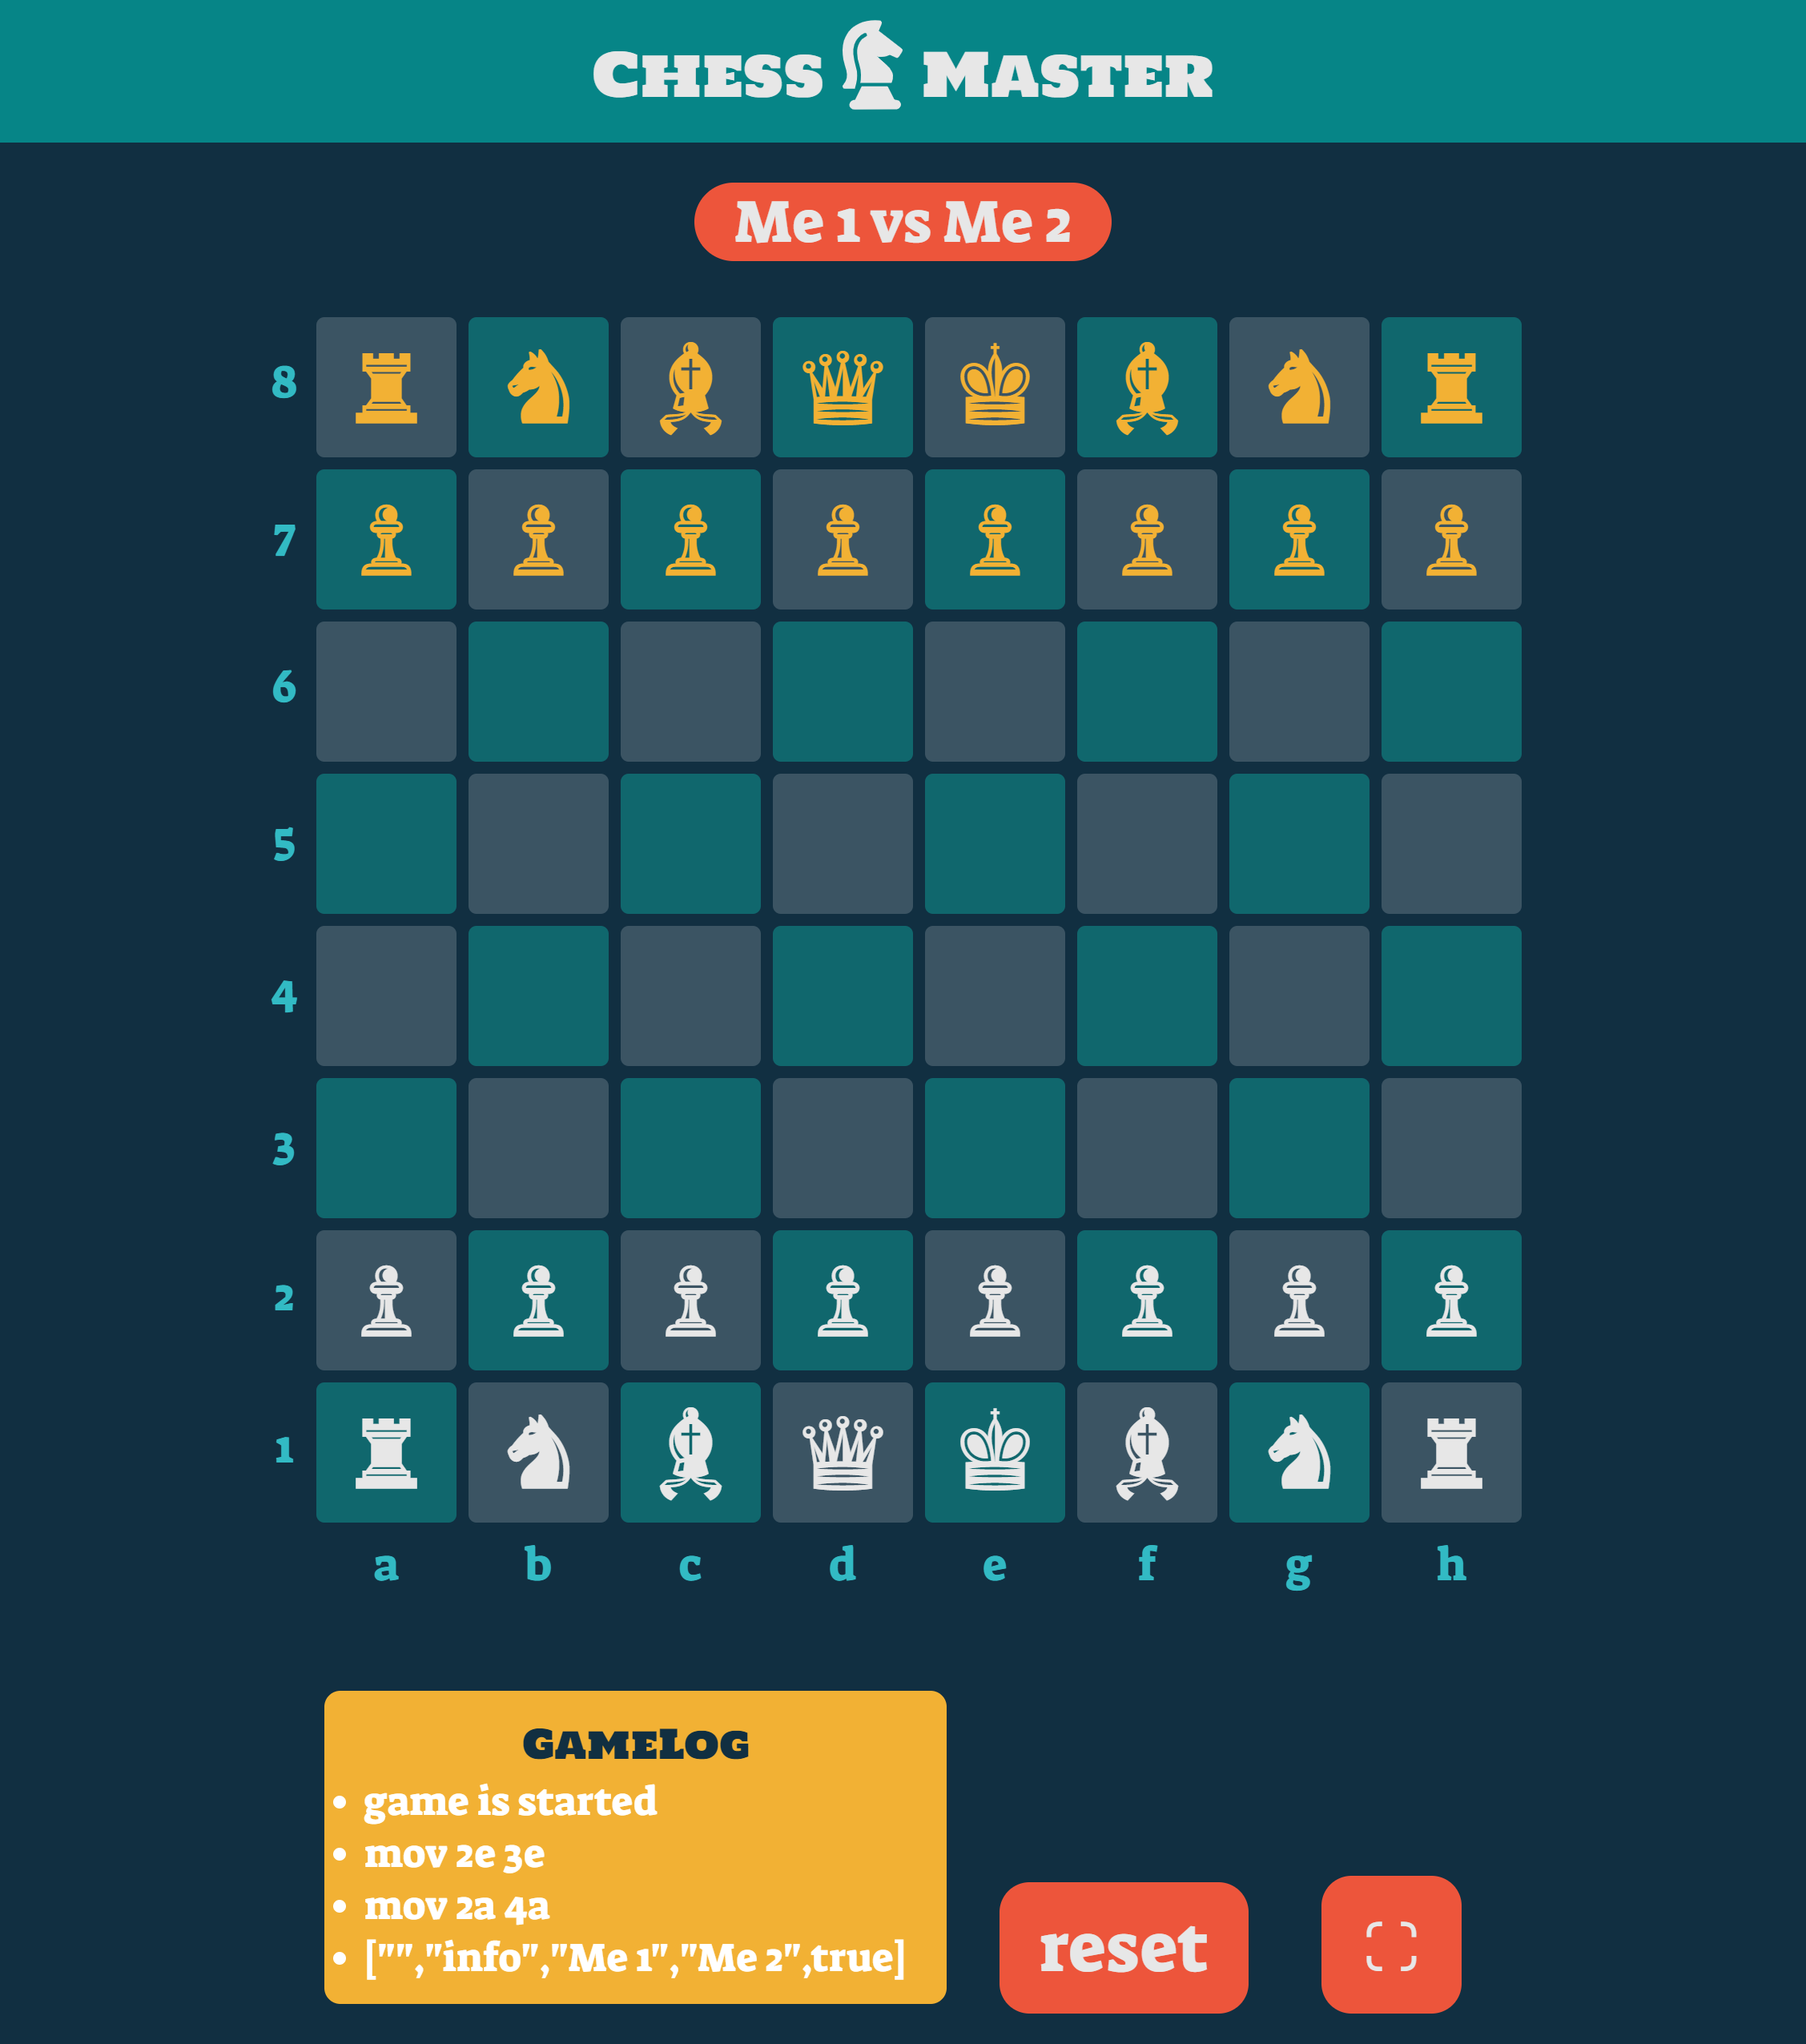 Chess Master
Me 1 vs Me 2
8
7
6
5
4
3
2
1
a b c d e f g h
GameLog
game is started
mov 2e 3e
mov 2a 4a
["","info","Me 1","Me 2",true]
reset